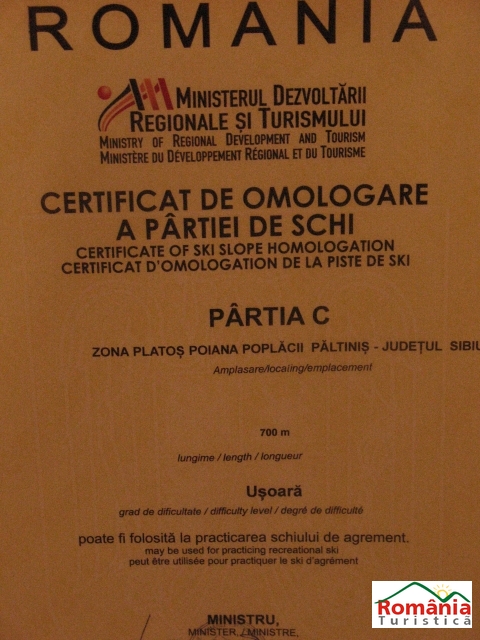 ROMANIA
MINISTERUL DEZVOLTĂRII
REGIONALE ȘI TURISMULUI
MINISTRY OF REGIONAL DEVELOPMENT AND TOURISM
MINISTÈRE DU DÉVELOPPEMENT RÉGIONAL ET DU TOURISME
CERTIFICAT DE OMOLOGARE
A PÂRTIEI DE SCHI
CERTIFICATE OF SKI SLOPE HOMOLOGATION
CERTIFICAT D'OMOLOGATION DE LA PISTE DE SKI
PÂRTIA C
ZONA PLATOȘ POIANA POPLĂCII PĂLTINIȘ - JUDEȚUL SIBIU
Amplasare/localing/emplacement
700 m
lungime / length / longueur
Ușoară
grad de dificultate / difficulty level / degré de difficulté
poate fi folosită la practicarea schiului de agrement.
may be used for practicing recreational ski
peut être utilisée pour practiquer le ski d'agrément
MINISTRU,
MINISTER, MINISTRE,
România
Turistică